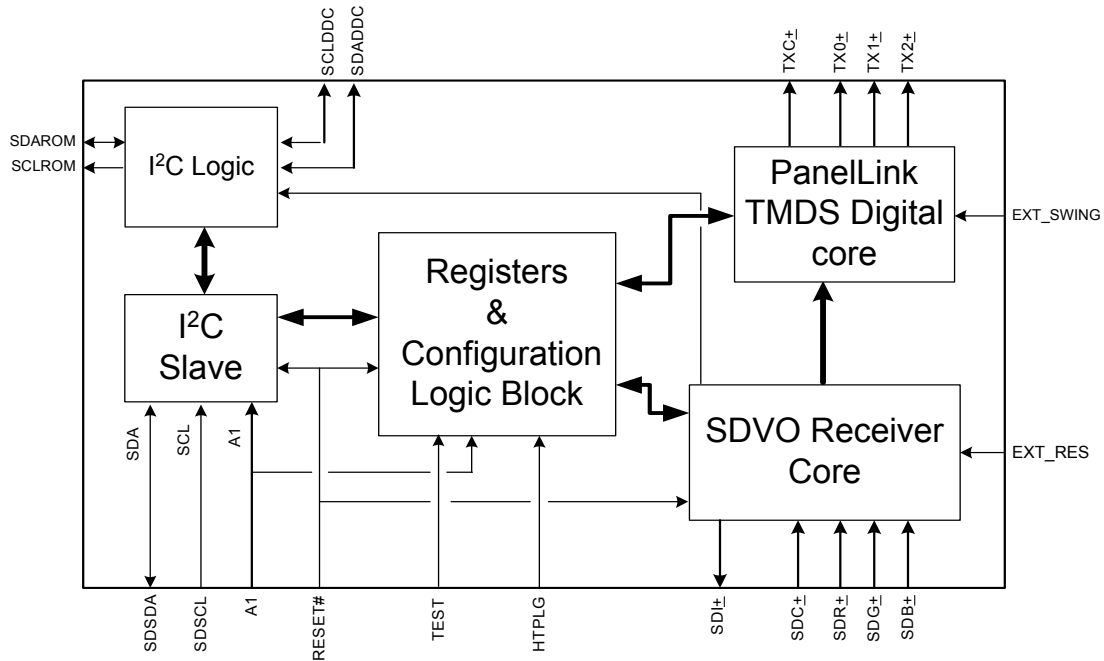 SCLDDC
SDADDC
TXC±
TX0±
TX1±
TX2±
SDAROM
SCLROM
I²C Logic
PanelLink
TMDS Digital
core
EXT_SWING
Registers
&
Configuration
Logic Block
I²C
Slave
SDVO Receiver
Core
EXT_RES
SDA
SCL
A1
SDSDA
SDSCL
A1
RESET#
TEST
HTPLG
SDI±
SDC±
SDR±
SDG±
SDB±